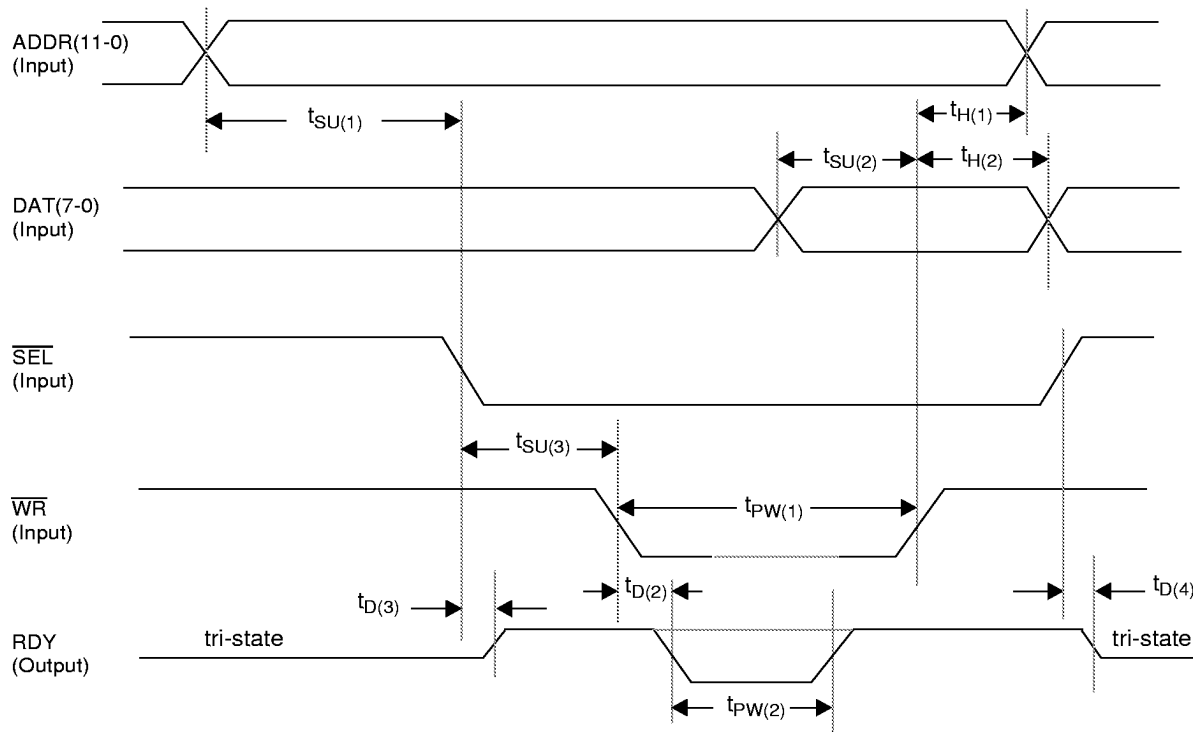 ADDR(11-0)
(Input)
tSU(1)
tH(1)
tSU(2)
tH(2)
DAT(7-0)
(Input)
SEL
(Input)
tSU(3)
WR
(Input)
tPW(1)
tD(3)
tD(2)
tD(4)
RDY
(Output)
tri-state
tri-state
tPW(2)